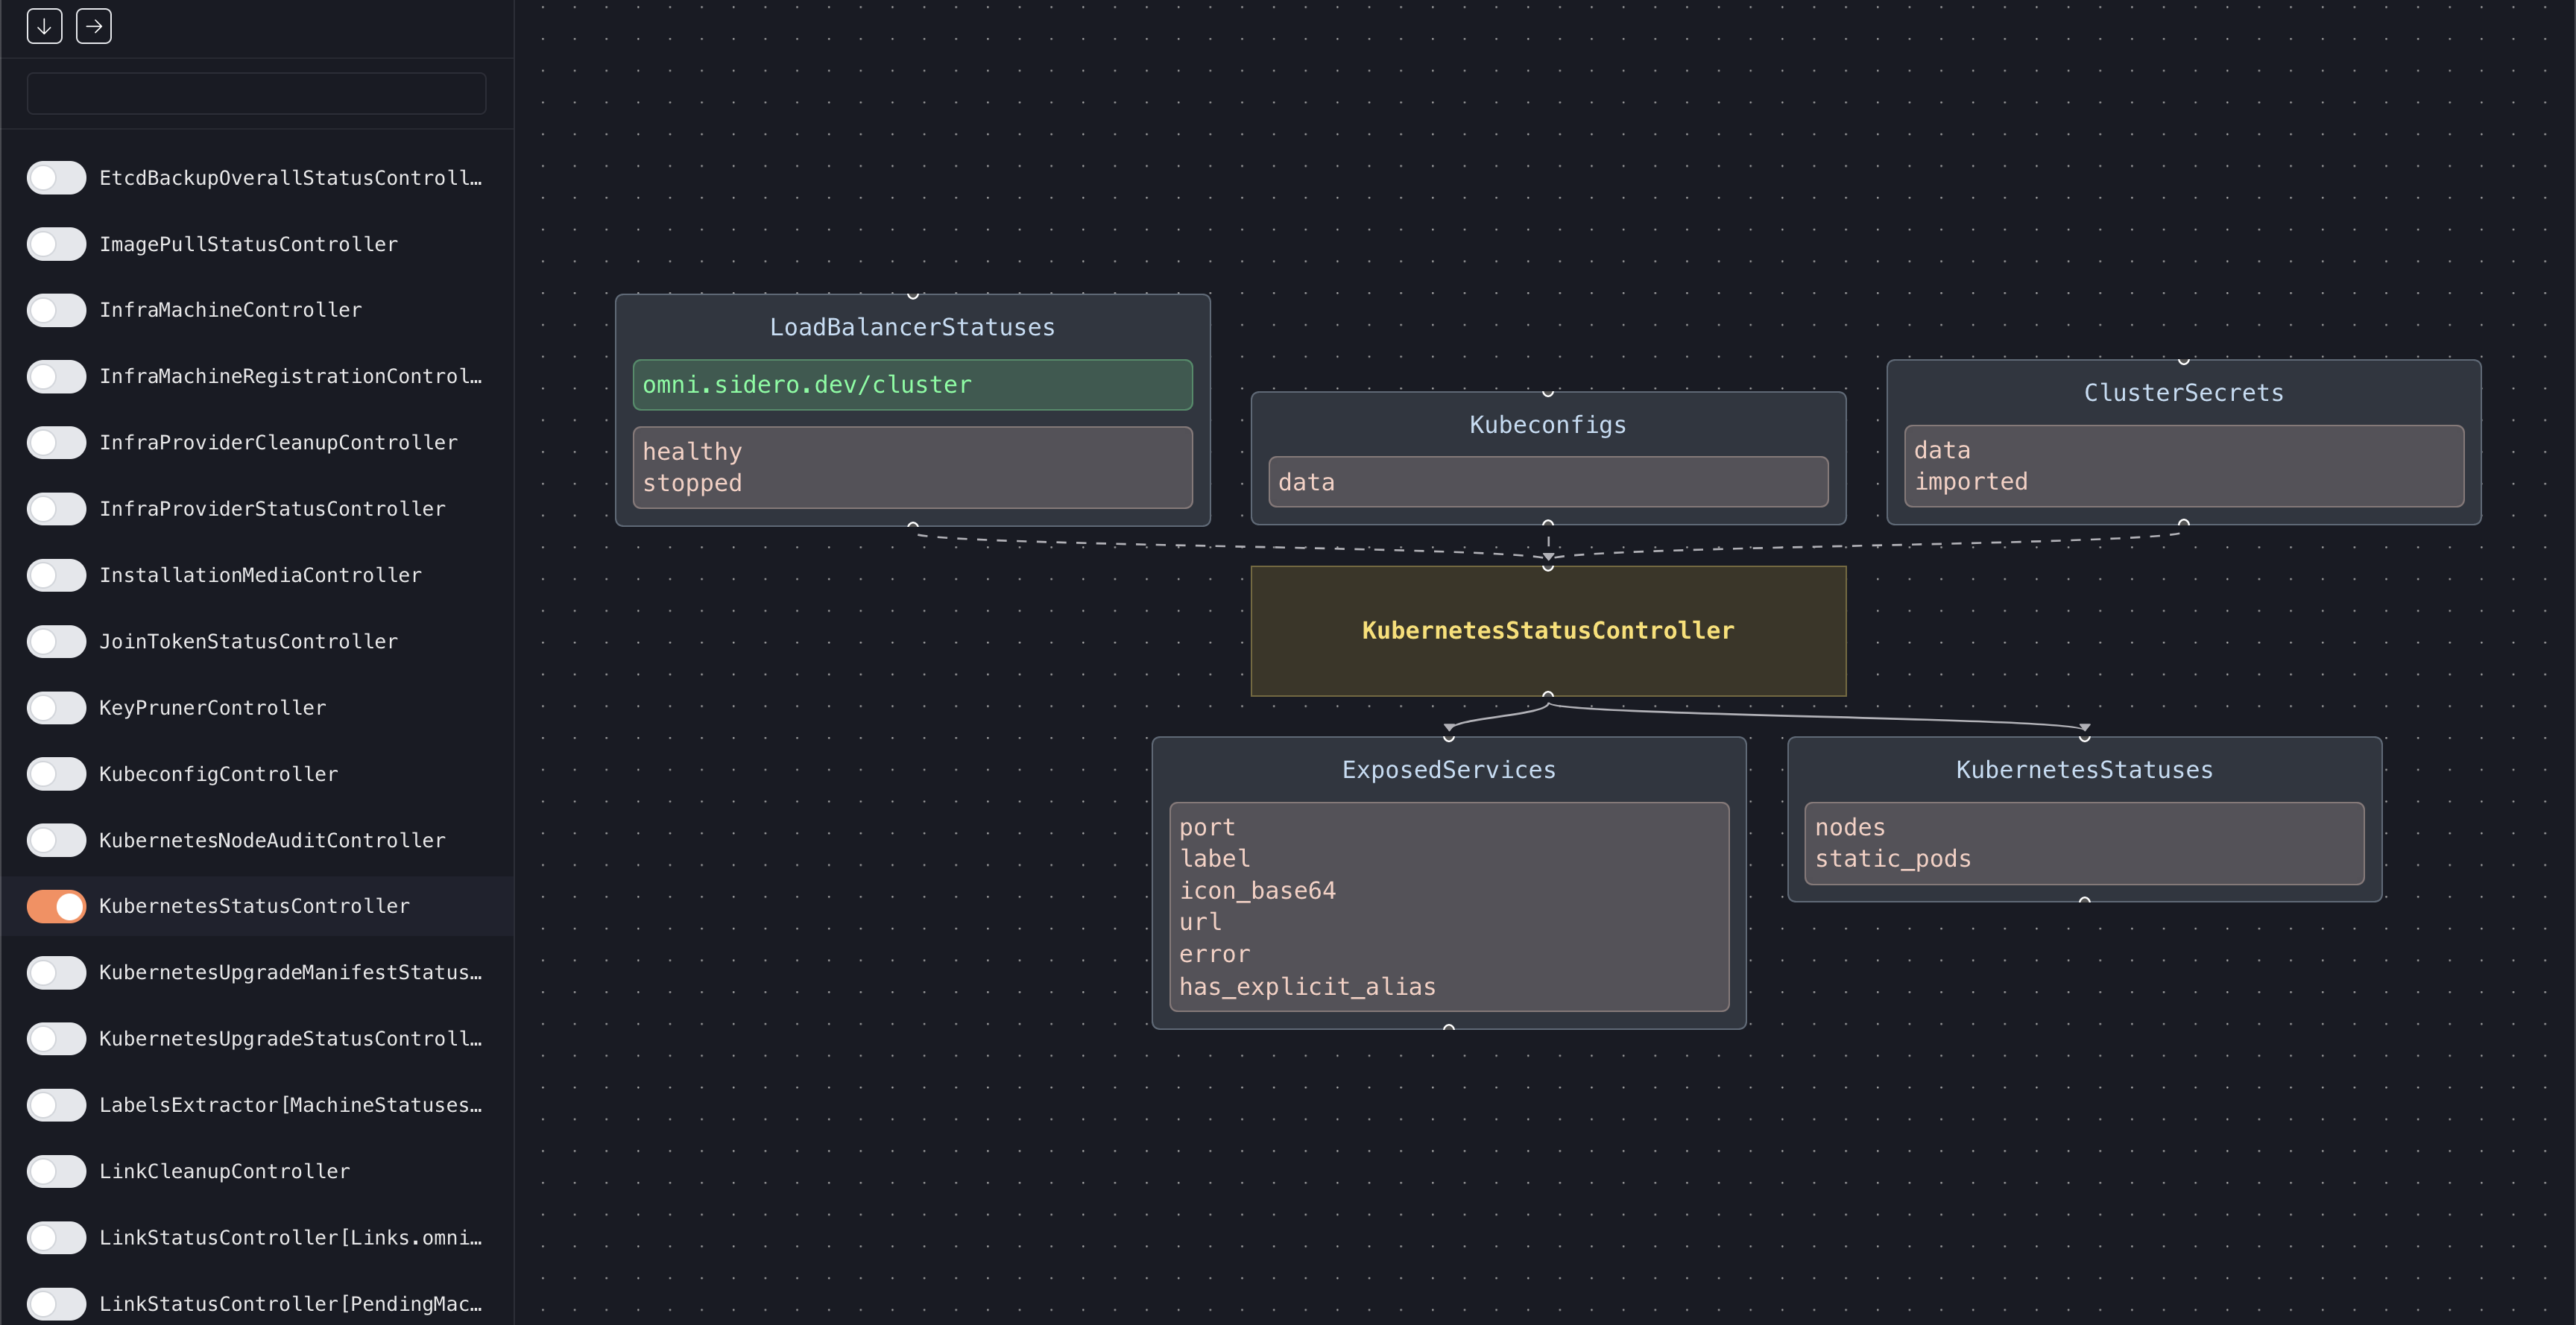 EtcdBackupOverallStatusControll…
ImagePullStatusController
InfraMachineController
InfraMachineRegistrationControl…
InfraProviderCleanupController
InfraProviderStatusController
InstallationMediaController
JoinTokenStatusController
KeyPrunerController
KubeconfigController
KubernetesNodeAuditController
KubernetesStatusController
KubernetesUpgradeManifestStatus…
KubernetesUpgradeStatusControll…
LabelsExtractor[MachineStatuses…
LinkCleanupController
LinkStatusController[Links.omni…
LinkStatusController[PendingMac…
LoadBalancerStatuses
omni.sidero.dev/cluster
healthy
stopped
Kubeconfigs
data
ClusterSecrets
data
imported
KubernetesStatusController
ExposedServices
port
label
icon_base64
url
error
has_explicit_alias
KubernetesStatuses
nodes
static_pods